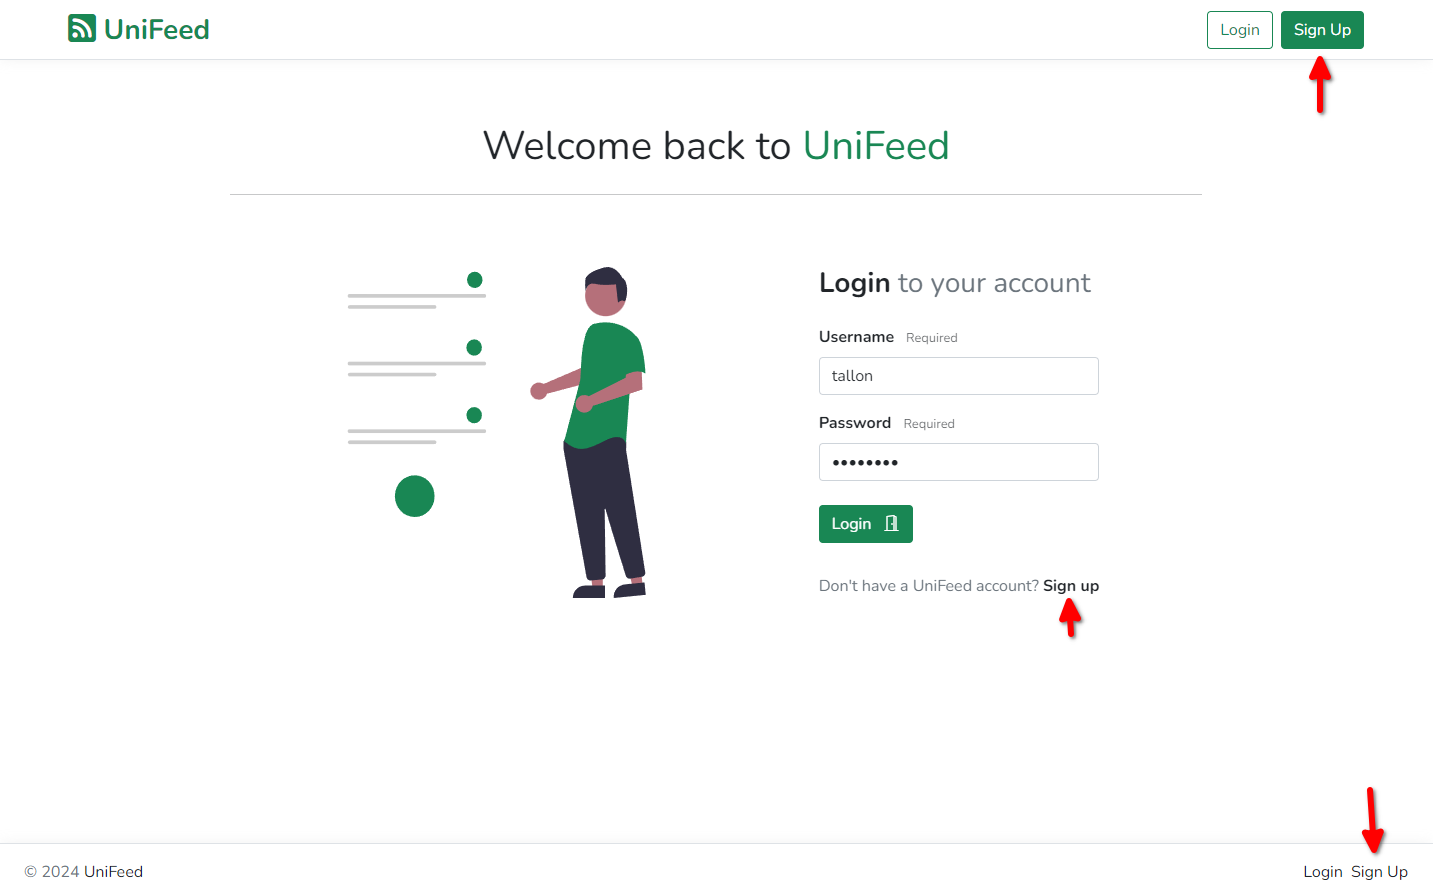 UniFeed
Login Sign Up
Welcome back to UniFeed
Login to your account
Username Required
tallon
Password Required
••••••••
Login
Don't have a UniFeed account? Sign up
© 2024 UniFeed
Login Sign Up